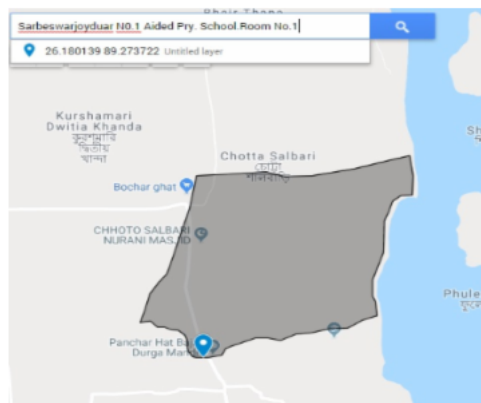 Sarbeswarjoyduar N0.1 Aided Pry. School.Room No.1
26.180139 89.273722 Untitled layer
Kurshamari
Dwitia Khanda
কুর্শামারি
দ্বিতীয়
খান্দা
Chotta Salbari
Bochar ghat
CHHOTO SALBARI
NURANI MASJID
Panchar Hat Ba
Durga Mand
Phule